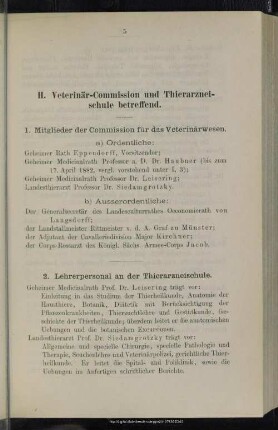 5
II. Veterinär-Commission und Thierarznei-
schule betreffend.
1. Mitglieder der Commission für das Veterinärwesen.
a) Ordentliche:
Geheimer Rath Eppendorff, Vorsitzender;
Geheimer Medicinalrath Professor a. D. Dr. Haubner (bis zum
17. April 1882, vergl. vorstehend unter I, 3);
Geheimer Medicinalrath Professor Dr. Leisering;
Landesthierarzt Professor Dr. Siedamgrotzky.
b) Ausserordentliche:
Der Generalsecretär des Landesculturrathes Oeconomierath von
Langsdorff;
der Landstallmeister Rittmeister z. d. A. Graf zu Münster;
der Adjutant der Cavalleriedivision Major Kirchner;
der Corps-Rossarzt des Königl. Sächs. Armee-Corps Jacob.
2. Lehrerpersonal an der Thierarzneischule.
Geheimer Medicinalrath Prof. Dr. Leisering trägt vor:
Einleitung in das Studium der Thierheilkunde, Anatomie der
Hausthiere, Botanik, Diätetik mit Berücksichtigung der
Pflanzenkrankheiten, Thierzuchtlehre und Gestütkunde, Ge-
schichte der Thierheilkunde; überdem leitet er die anatomischen
Uebungen und die botanischen Excursionen.
Landesthierarzt Prof. Dr. Siedamgrotzky trägt vor:
Allgemeine und specielle Chirurgie, specielle Pathologie und
Therapie, Seuchenlehre und Veterinärpolizei, gerichtliche Thier-
heilkunde. Er leitet die Spital-Klinik, sowie die
Uebungen im Anfertigen schriftlicher Berichte.